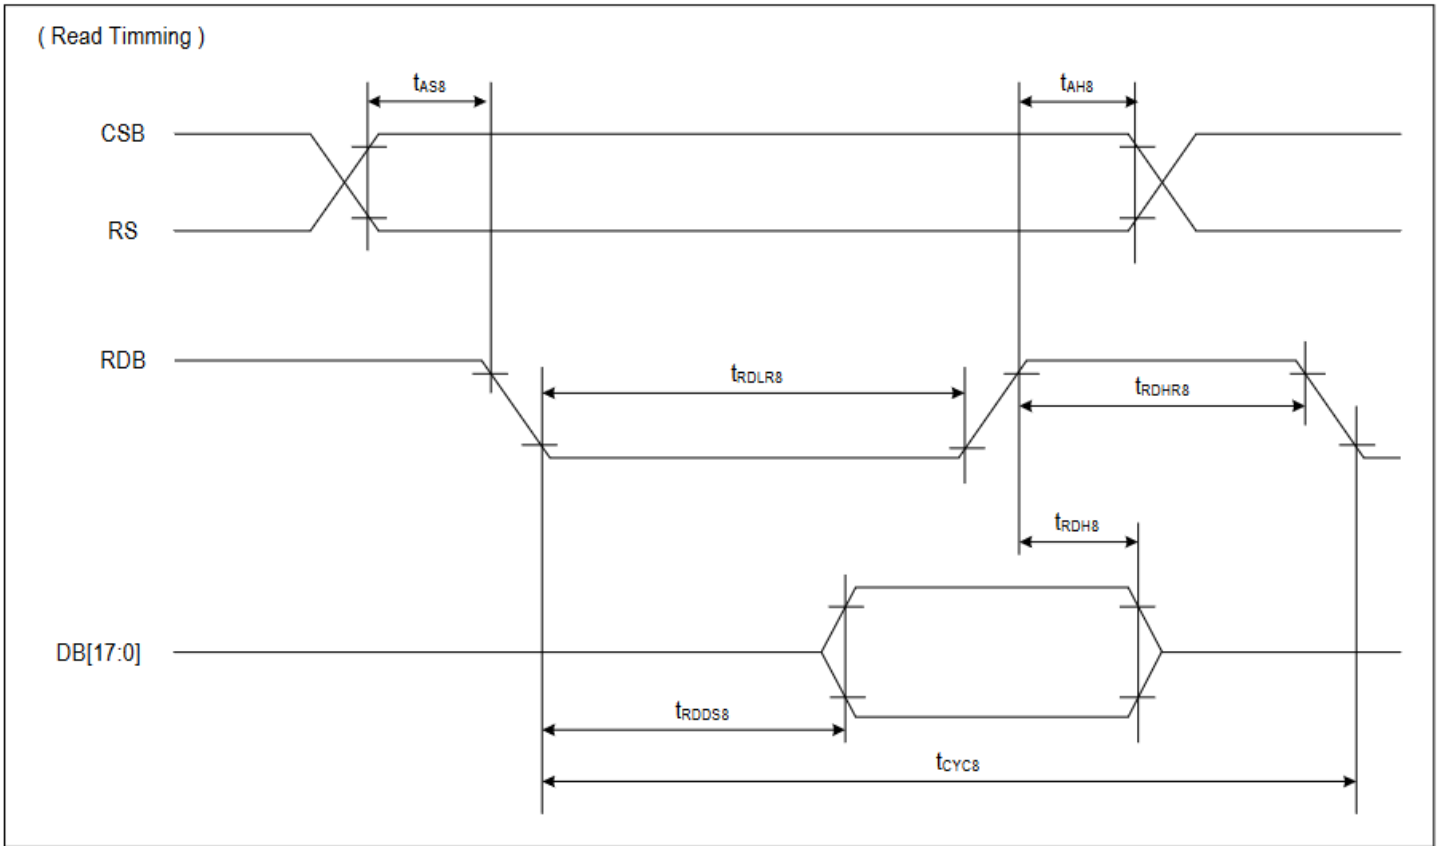 ( Read Timming )
tAS8
tAH8
CSB
RS
RDB
tRDLR8
tRDHR8
tRDH8
DB[17:0]
tRDDS8
tCYC8